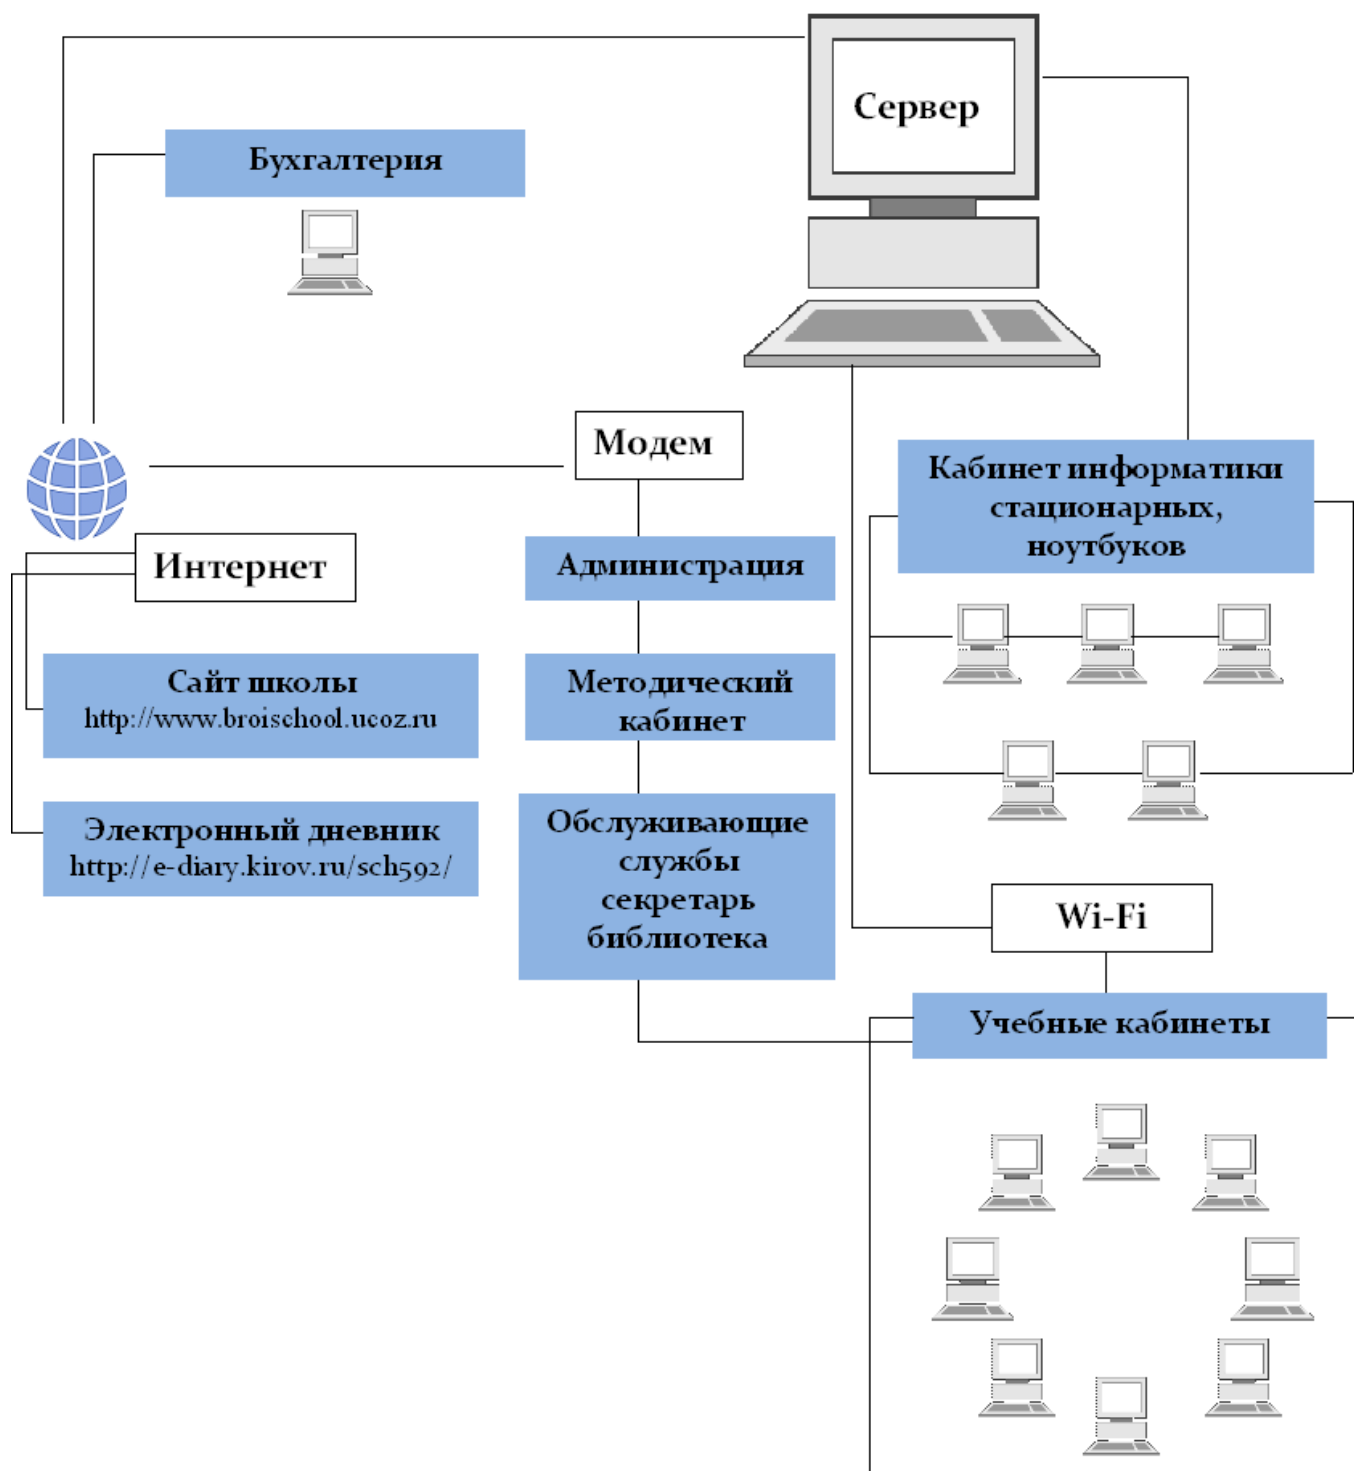 Сервер
Бухгалтерия
Модем
Кабинет информатики
стационарных,
ноутбуков
Интернет
Администрация
Сайт школы
http://www.broischool.ucoz.ru
Методический
кабинет
Электронный дневник
http://e-diary.kirov.ru/sch592/
Обслуживающие
службы
секретарь
библиотека
Wi-Fi
Учебные кабинеты